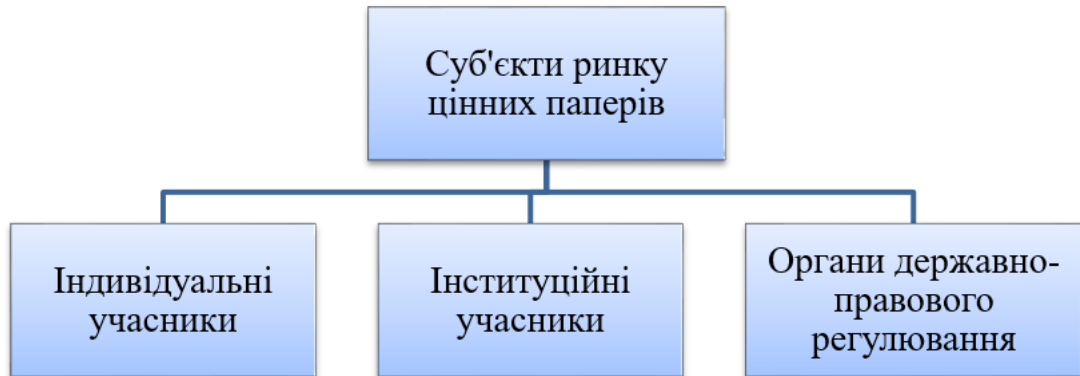 Суб'єкти ринку
цінних паперів
Індивідуальні
учасники
Інституційні
учасники
Органи державно-
правового
регулювання